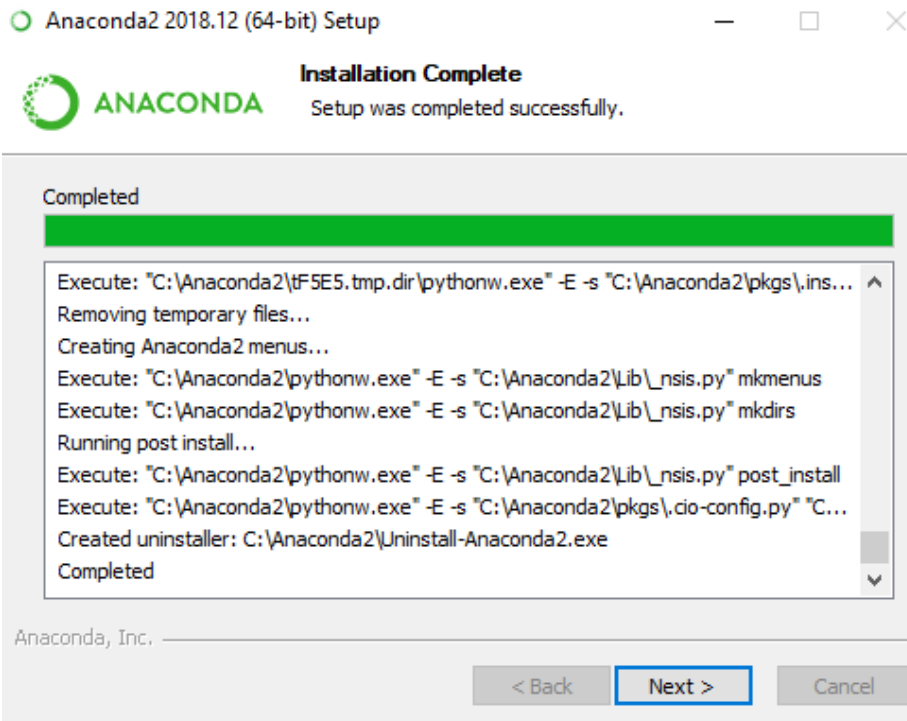 Anaconda2 2018.12 (64-bit) Setup
ANACONDA
Installation Complete
Setup was completed successfully.
Completed
Execute: "C:\Anaconda2\tF5E5.tmp.dir\pythonw.exe" -E -s "C:\Anaconda2\pkgs\.ins...
Removing temporary files...
Creating Anaconda2 menus...
Execute: "C:\Anaconda2\pythonw.exe" -E -s "C:\Anaconda2\Lib\_nsis.py" mkmenus
Execute: "C:\Anaconda2\pythonw.exe" -E -s "C:\Anaconda2\Lib\_nsis.py" mkdirs
Running post install...
Execute: "C:\Anaconda2\pythonw.exe" -E -s "C:\Anaconda2\Lib\_nsis.py" post_install
Execute: "C:\Anaconda2\pythonw.exe" -E -s "C:\Anaconda2\pkgs\.cio-config.py" "C...
Created uninstaller: C:\Anaconda2\Uninstall-Anaconda2.exe
Completed
Anaconda, Inc.
< Back Next > Cancel